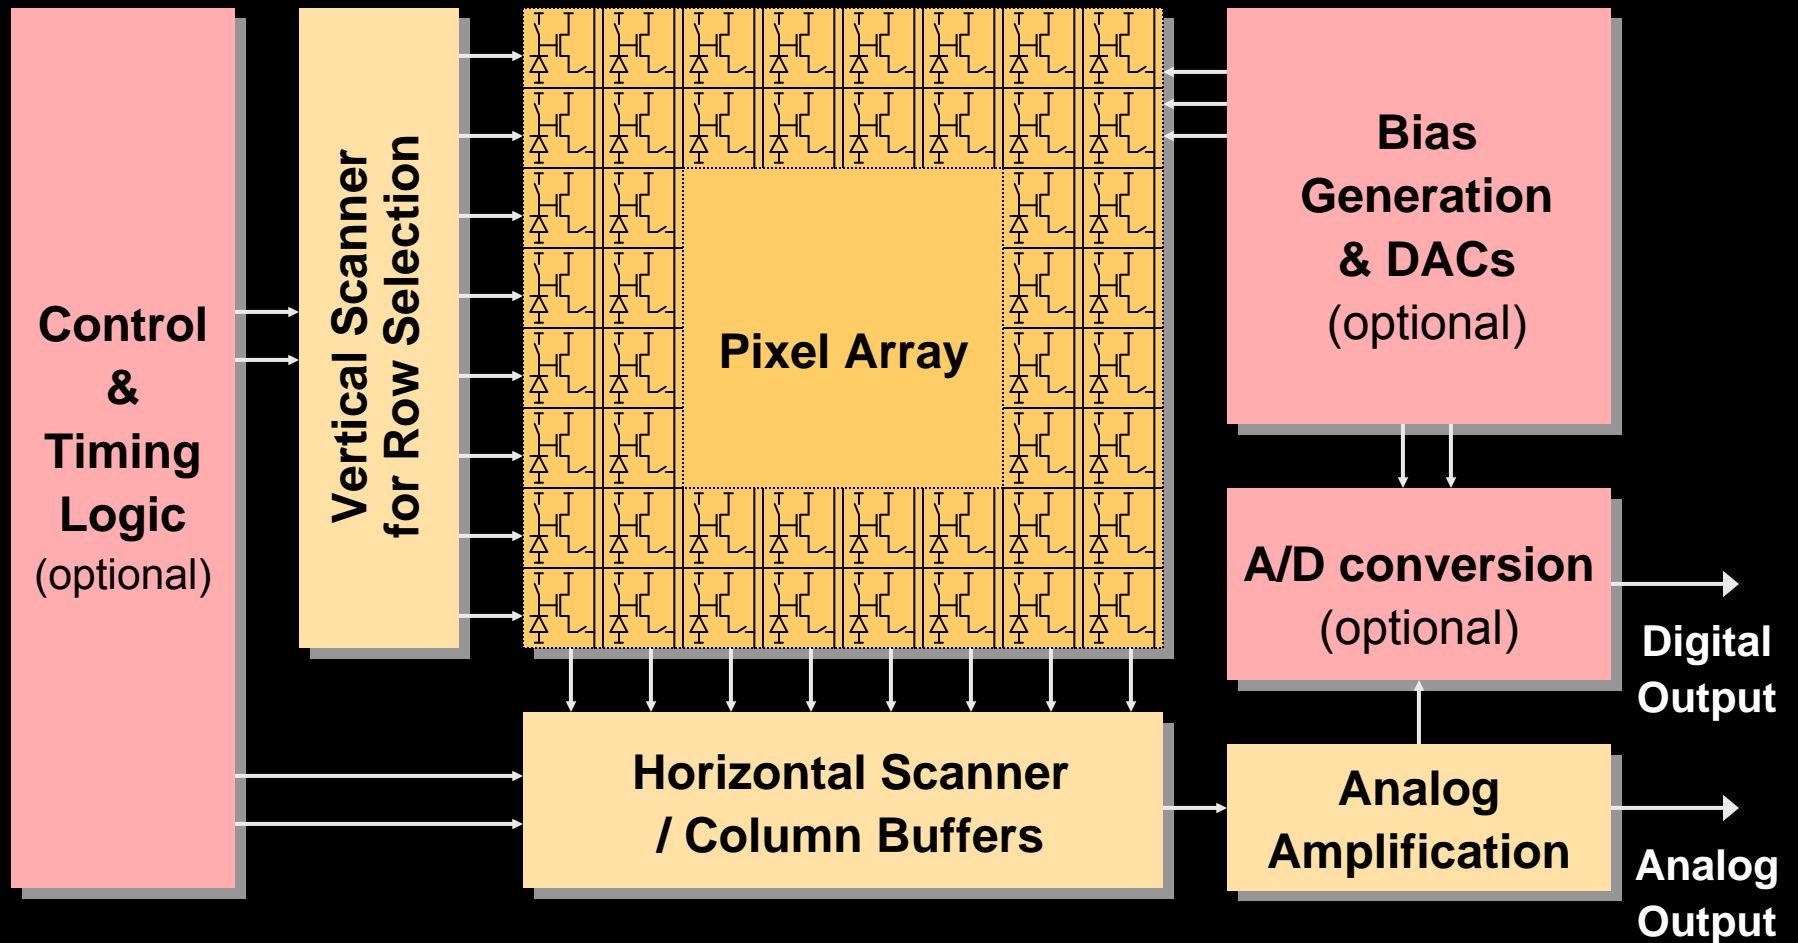 Control
&
Timing
Logic
(optional)
Vertical Scanner
for Row Selection
Pixel Array
Bias
Generation
& DACs
(optional)
A/D conversion
(optional)
Digital
Output
Horizontal Scanner
/ Column Buffers
Analog
Amplification
Analog
Output